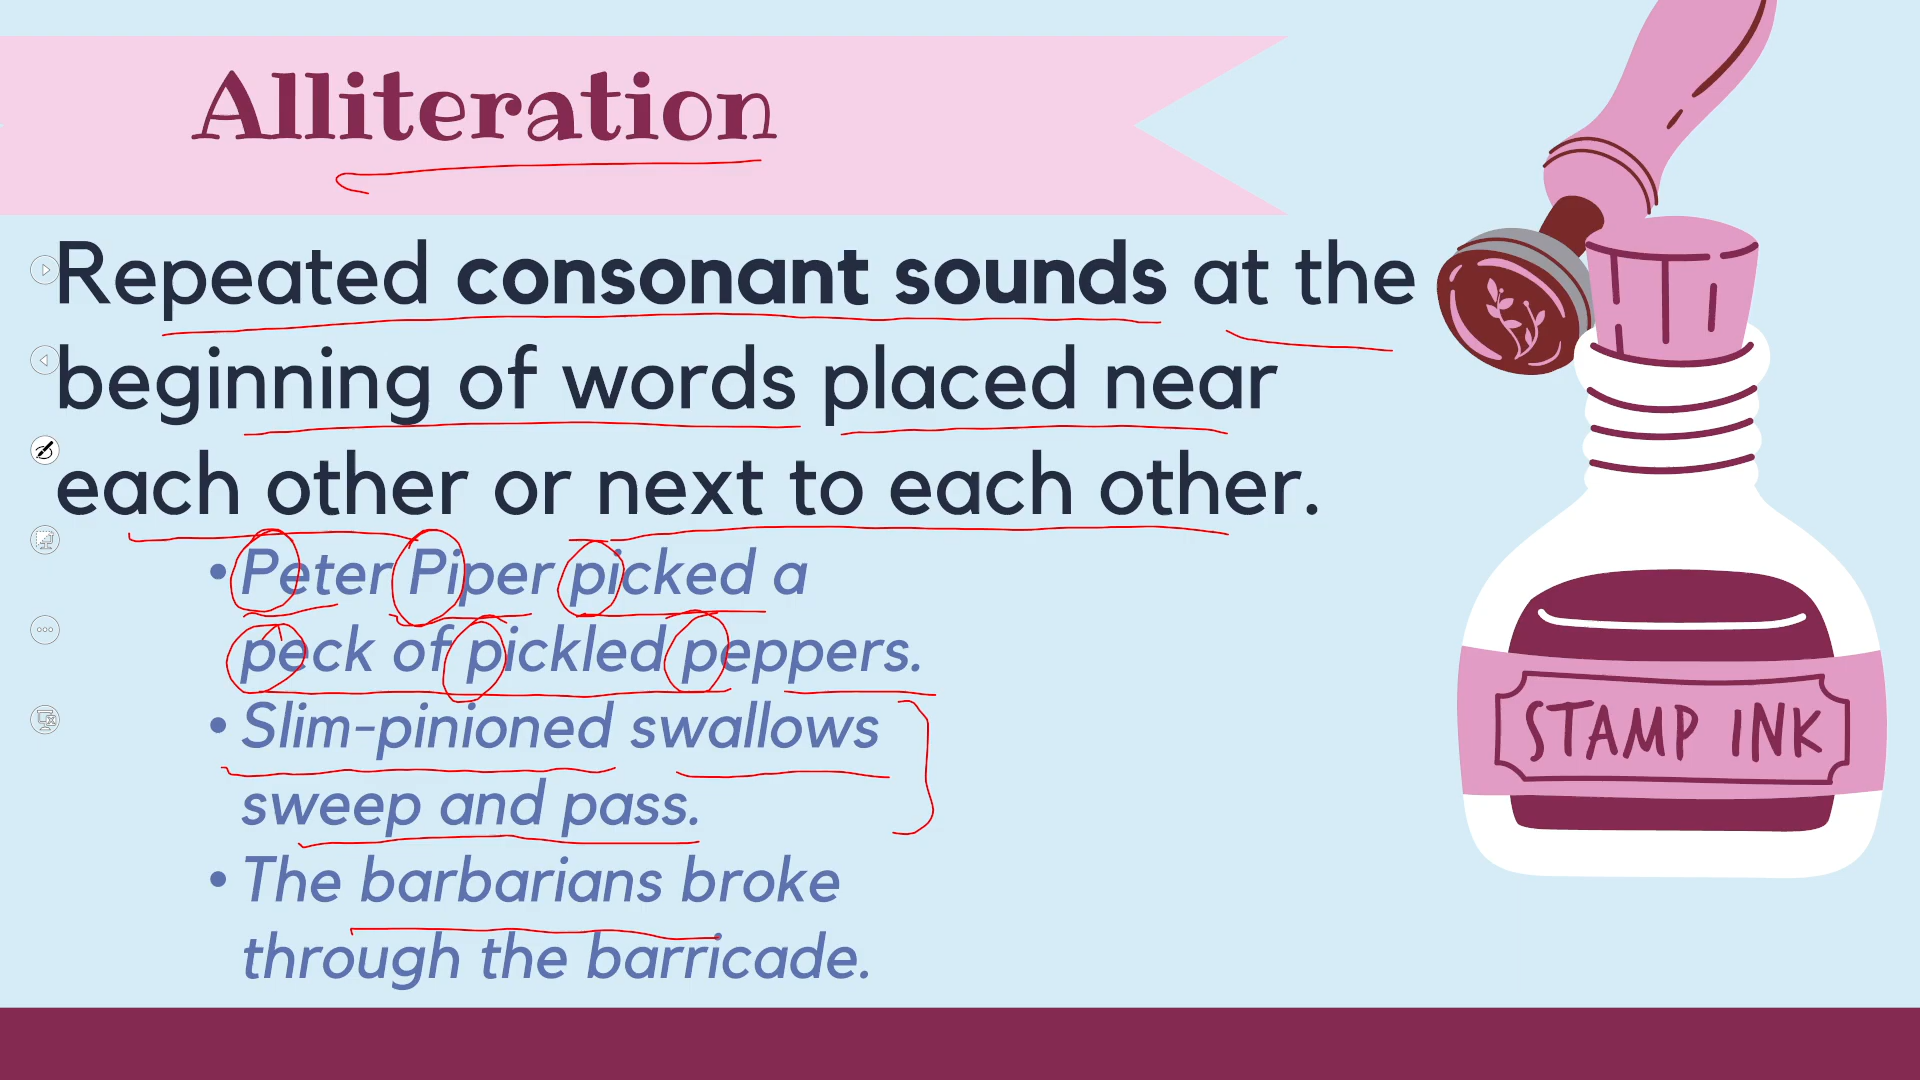 Alliteration
Repeated consonant sounds at the
beginning of words placed near
each other or next to each other.
• Peter Piper picked a
peck of pickled peppers.
• Slim-pinioned swallows
sweep and pass.
• The barbarians broke
through the barricade.
STAMP INK